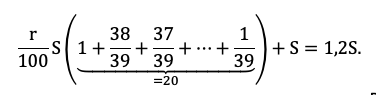 r/100 S (1 + 38/39 + 37/39 + ⋯ + 1/39) + S = 1,2S.
=20